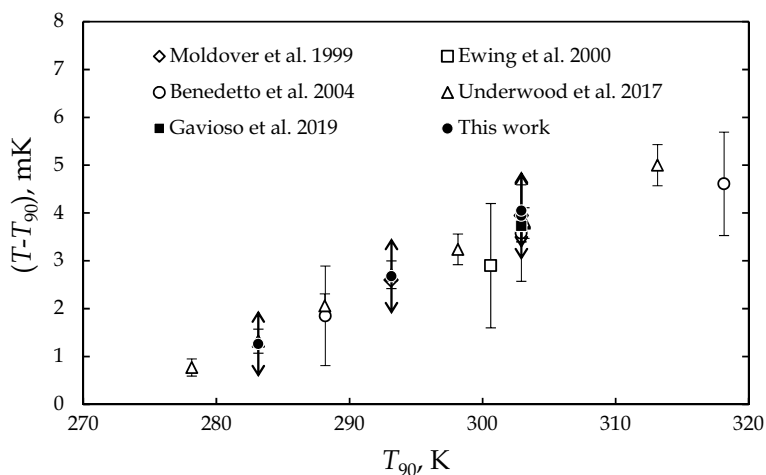 8
7
6
5
4
3
2
1
0
Moldover et al. 1999 Ewing et al. 2000
Benedetto et al. 2004 Underwood et al. 2017
Gavioso et al. 2019 This work
(T-T90), mK
270 280 290 300 310 320
T90, K